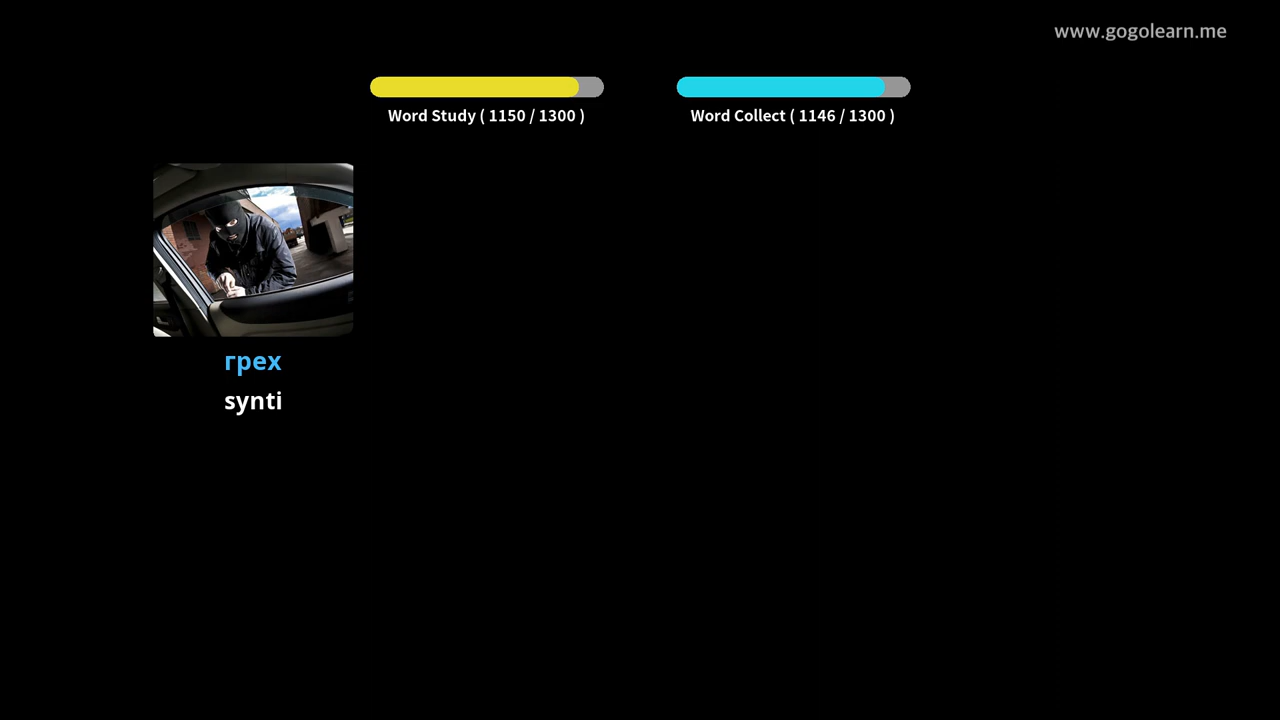 www.gogolearn.me
Word Study ( 1150 / 1300 )
Word Collect ( 1146 / 1300 )
грех
synti